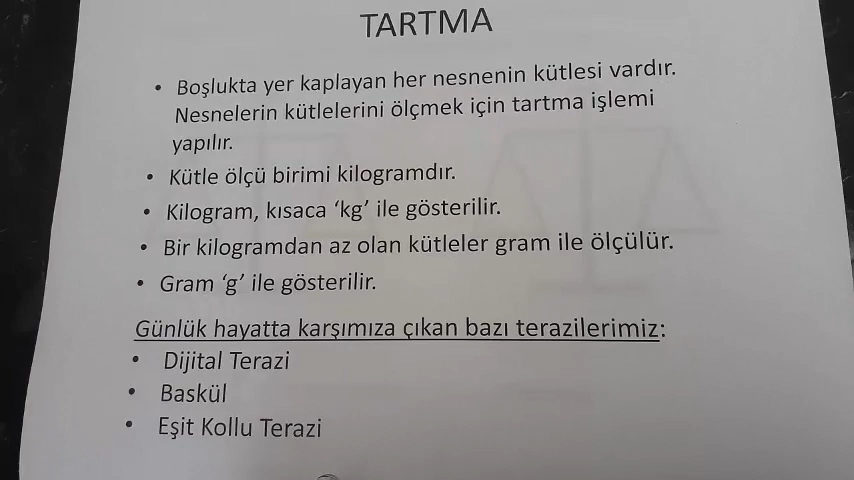 TARTMA
• Boşlukta yer kaplayan her nesnenin kütlesi vardır.
Nesnelerin kütlelerini ölçmek için tartma işlemi
yapılır.
• Kütle ölçü birimi kilogramdır.
• Kilogram, kısaca ‘kg’ ile gösterilir.
• Bir kilogramdan az olan kütleler gram ile ölçülür.
• Gram ‘g’ ile gösterilir.
Günlük hayatta karşımıza çıkan bazı terazilerimiz:
• Dijital Terazi
• Baskül
• Eşit Kollu Terazi